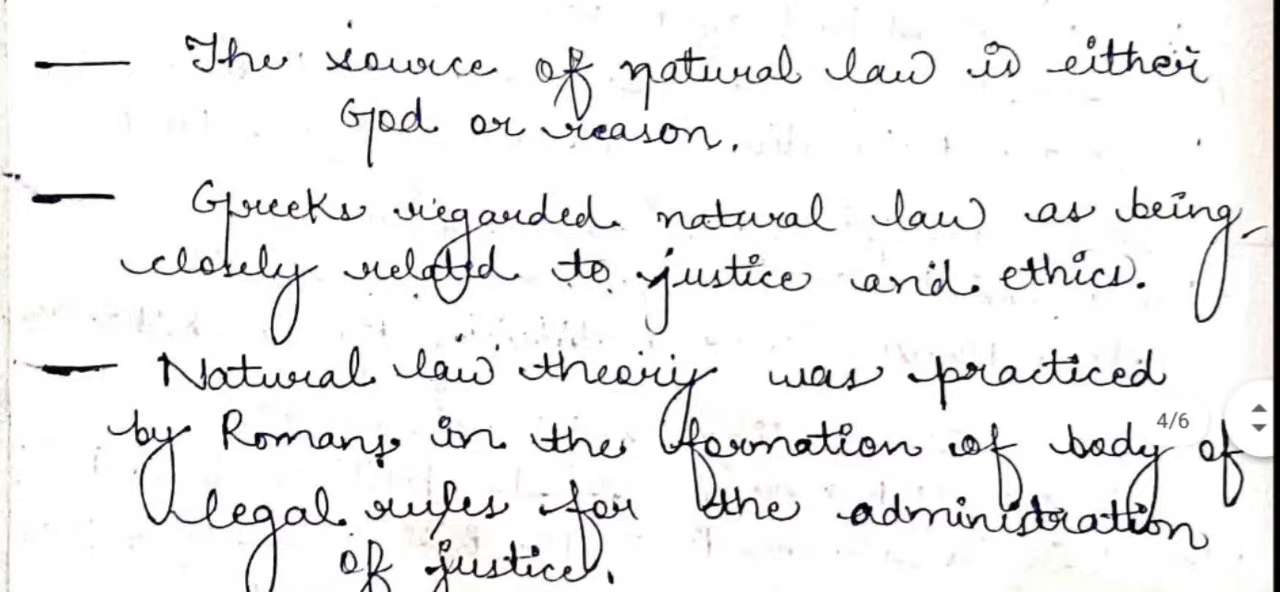 — The source of natural law is either
God or reason.
— Greeks regarded natural law as being
closely related to justice and ethics.
— Natural law theory was practiced
by Romans in the formation of body of
4/6
legal rules for the administration
of justice.